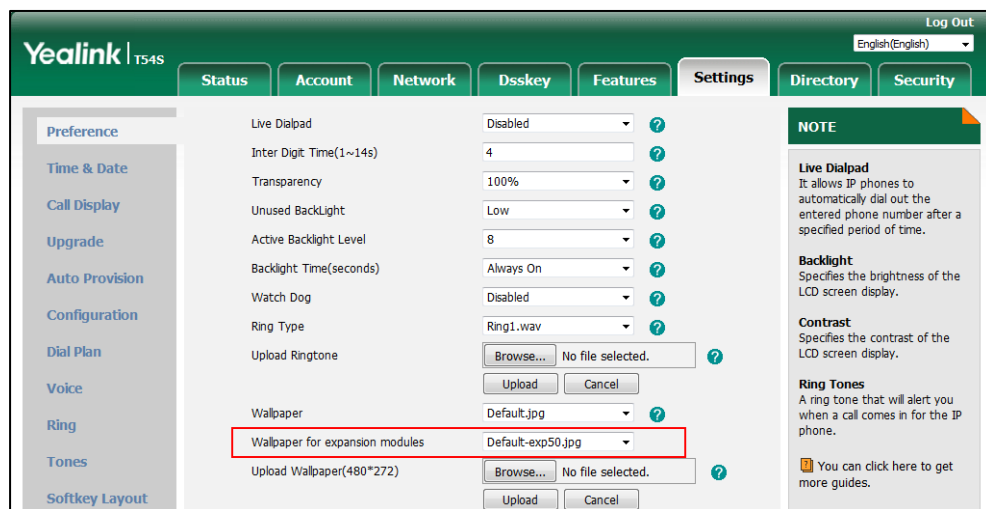 Log Out
Yealink | T54S
English(English)
Status Account Network Dsskey Features Settings Directory Security
Preference
Time & Date
Call Display
Upgrade
Auto Provision
Configuration
Dial Plan
Voice
Ring
Tones
Softkey Layout
Live Dialpad Disabled
Inter Digit Time(1~14s) 4
Transparency 100%
Unused BackLight Low
Active Backlight Level 8
Backlight Time(seconds) Always On
Watch Dog Disabled
Ring Type Ring1.wav
Upload Ringtone Browse... No file selected.
Upload Cancel
Wallpaper Default.jpg
Wallpaper for expansion modules Default-exp50.jpg
Upload Wallpaper(480*272) Browse... No file selected.
Upload Cancel
NOTE
Live Dialpad
It allows IP phones to
automatically dial out the
entered phone number after a
specified period of time.
Backlight
Specifies the brightness of the
LCD screen display.
Contrast
Specifies the contrast of the
LCD screen display.
Ring Tones
A ring tone that will alert you
when a call comes in for the IP
phone.
You can click here to get
more guides.